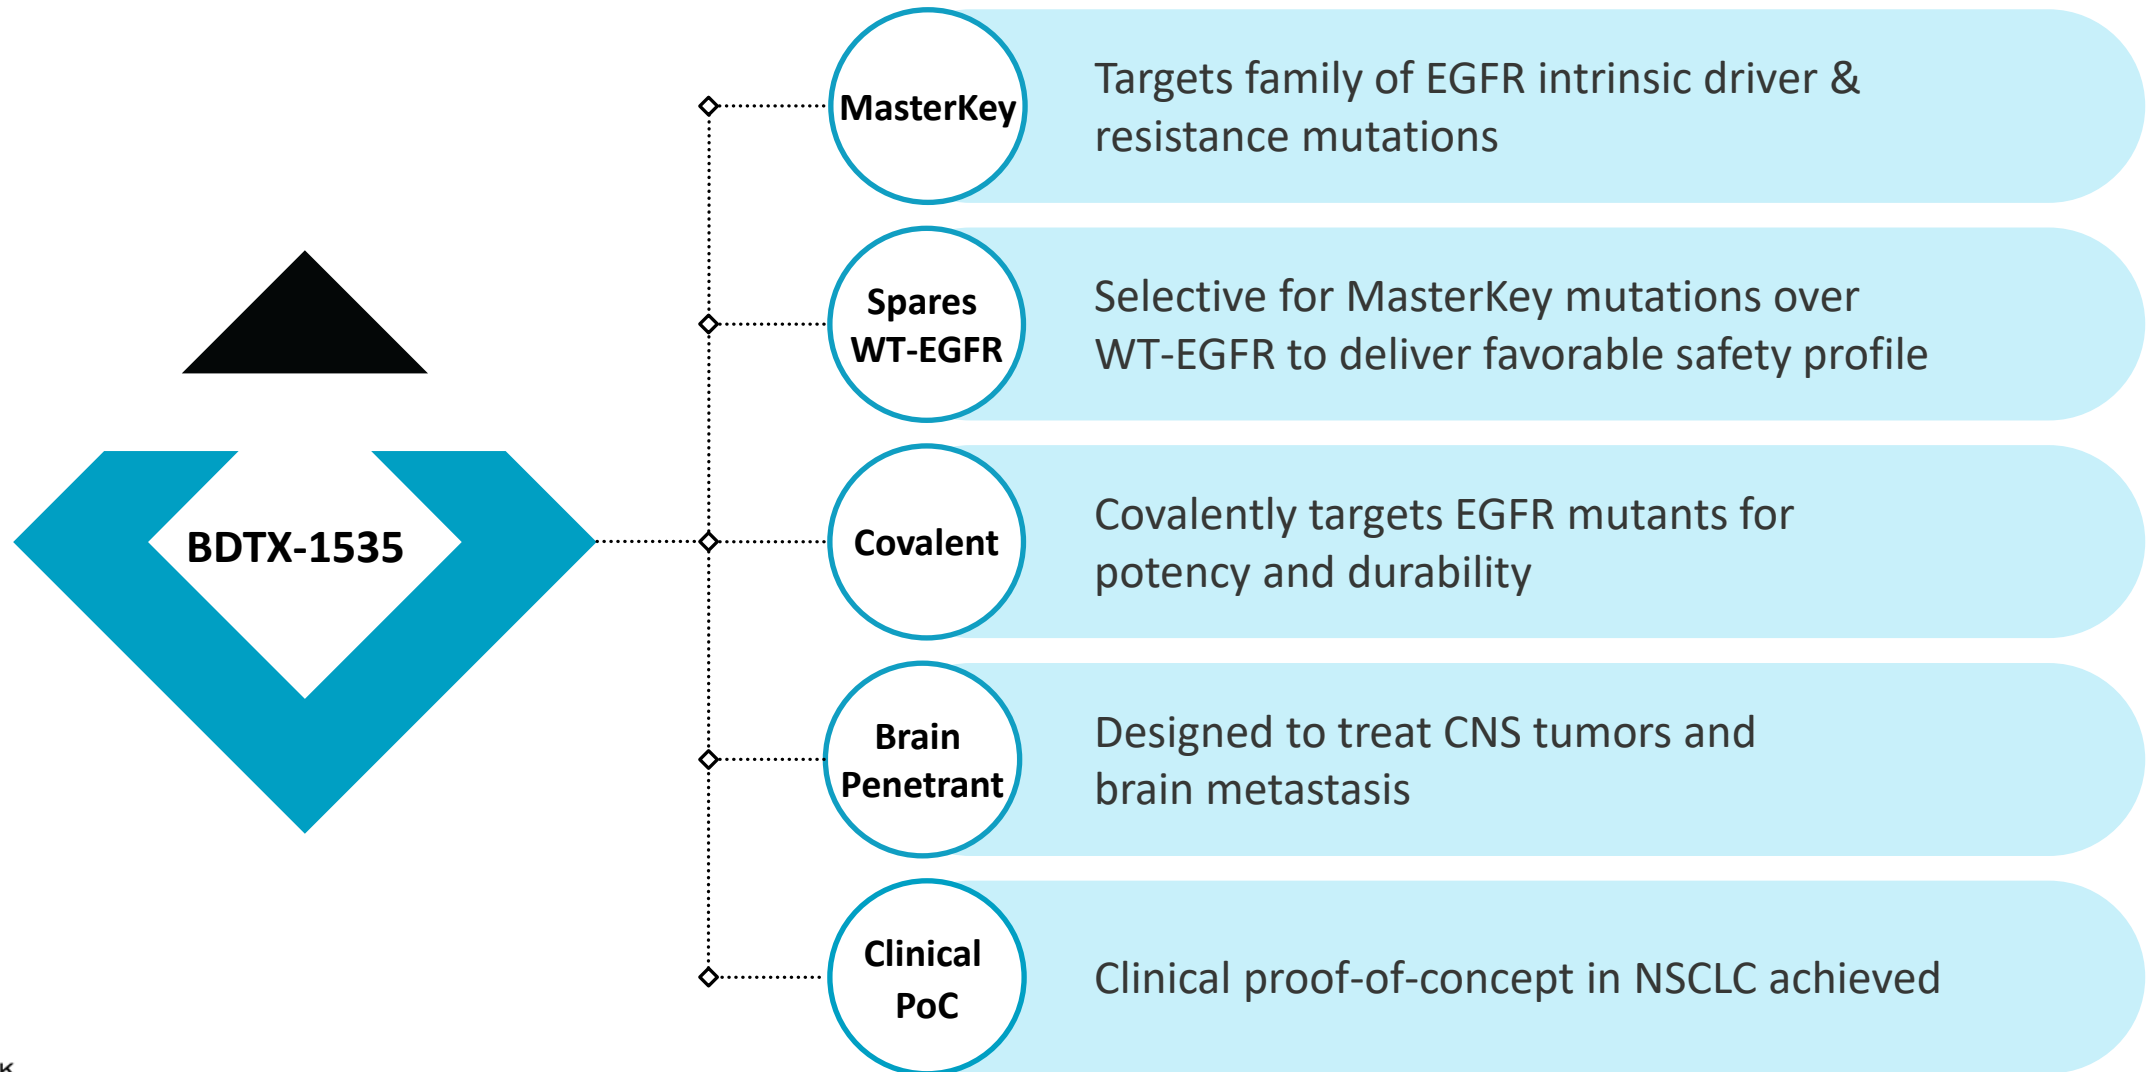 MasterKey
Targets family of EGFR intrinsic driver &
resistance mutations
Spares
WT-EGFR
Selective for MasterKey mutations over
WT-EGFR to deliver favorable safety profile
BDTX-1535
Covalent
Covalently targets EGFR mutants for
potency and durability
Brain
Penetrant
Designed to treat CNS tumors and
brain metastasis
Clinical
PoC
Clinical proof-of-concept in NSCLC achieved